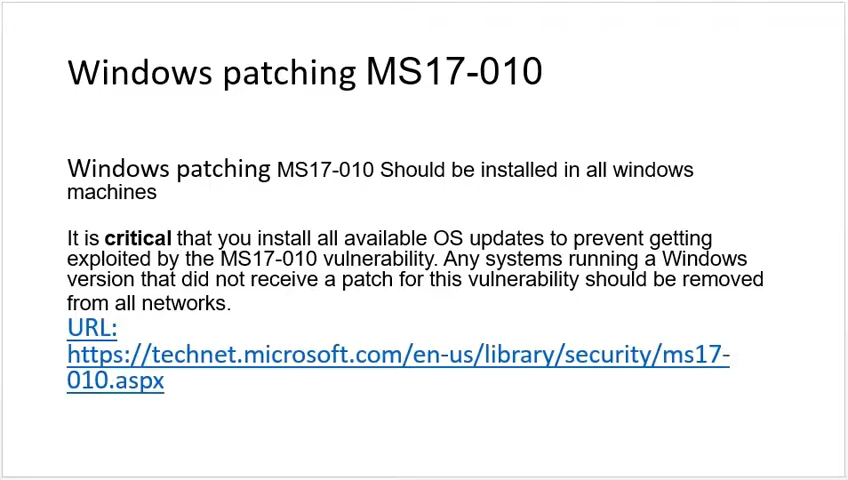 Windows patching MS17-010
Windows patching MS17-010 Should be installed in all windows
machines
It is critical that you install all available OS updates to prevent getting
exploited by the MS17-010 vulnerability. Any systems running a Windows
version that did not receive a patch for this vulnerability should be removed
from all networks.
URL:
https://technet.microsoft.com/en-us/library/security/ms17-
010.aspx